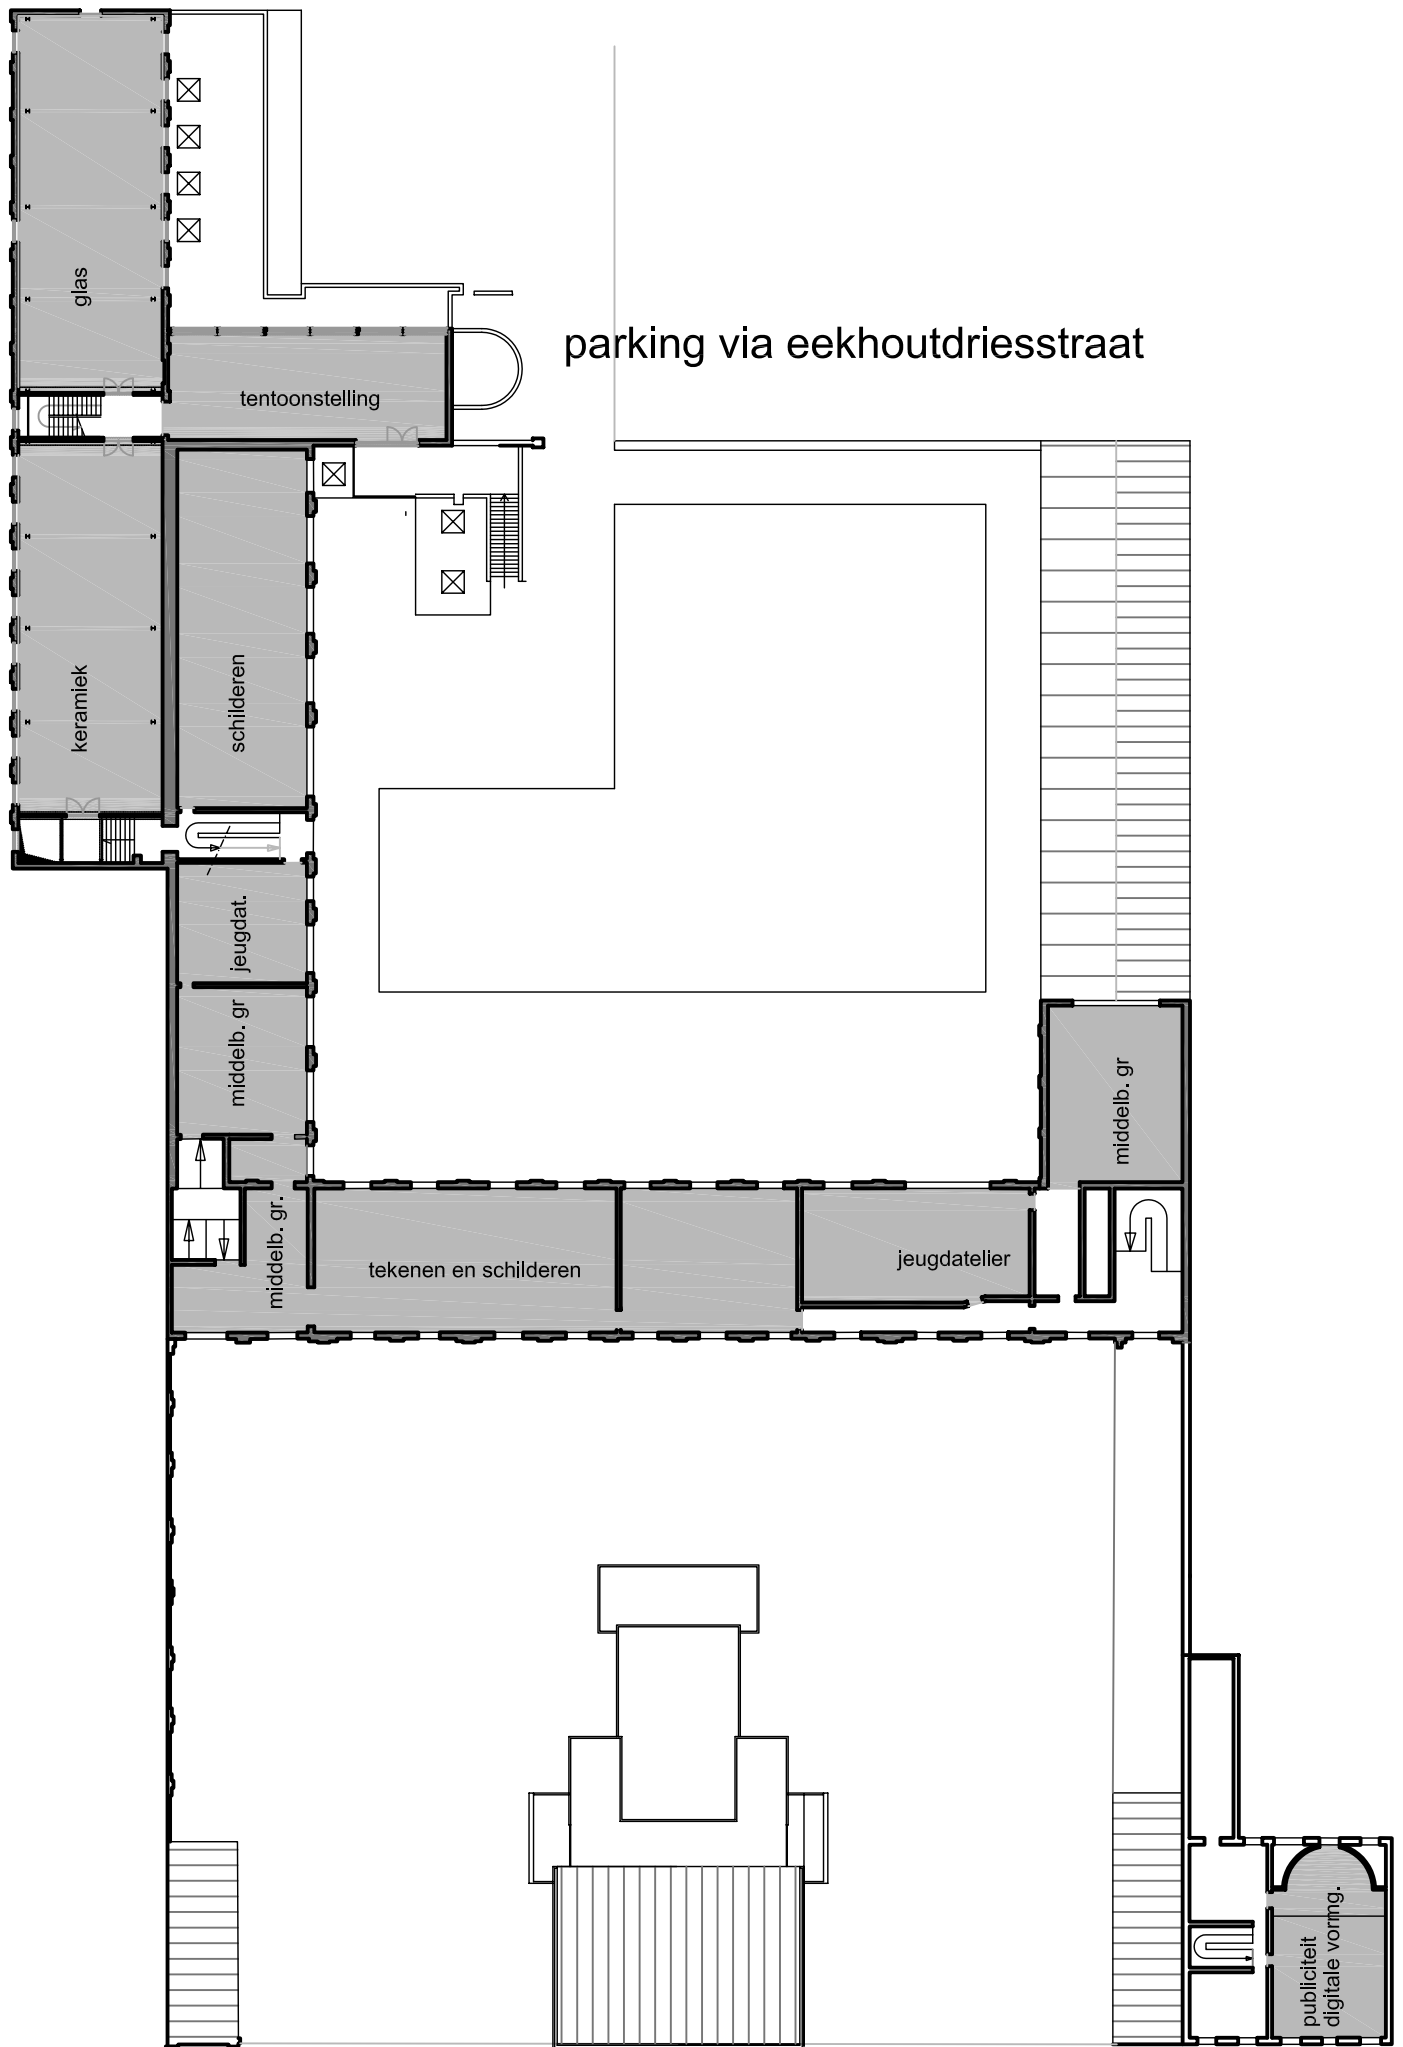 glas
parking via eekhoutdriesstraat
tentoonstelling
keramiek
schilderen
jeugdat.
middelb. gr
middelb. gr
middelb. gr.
tekenen en schilderen
jeugdatelier
publiciteit
digitale vormg.